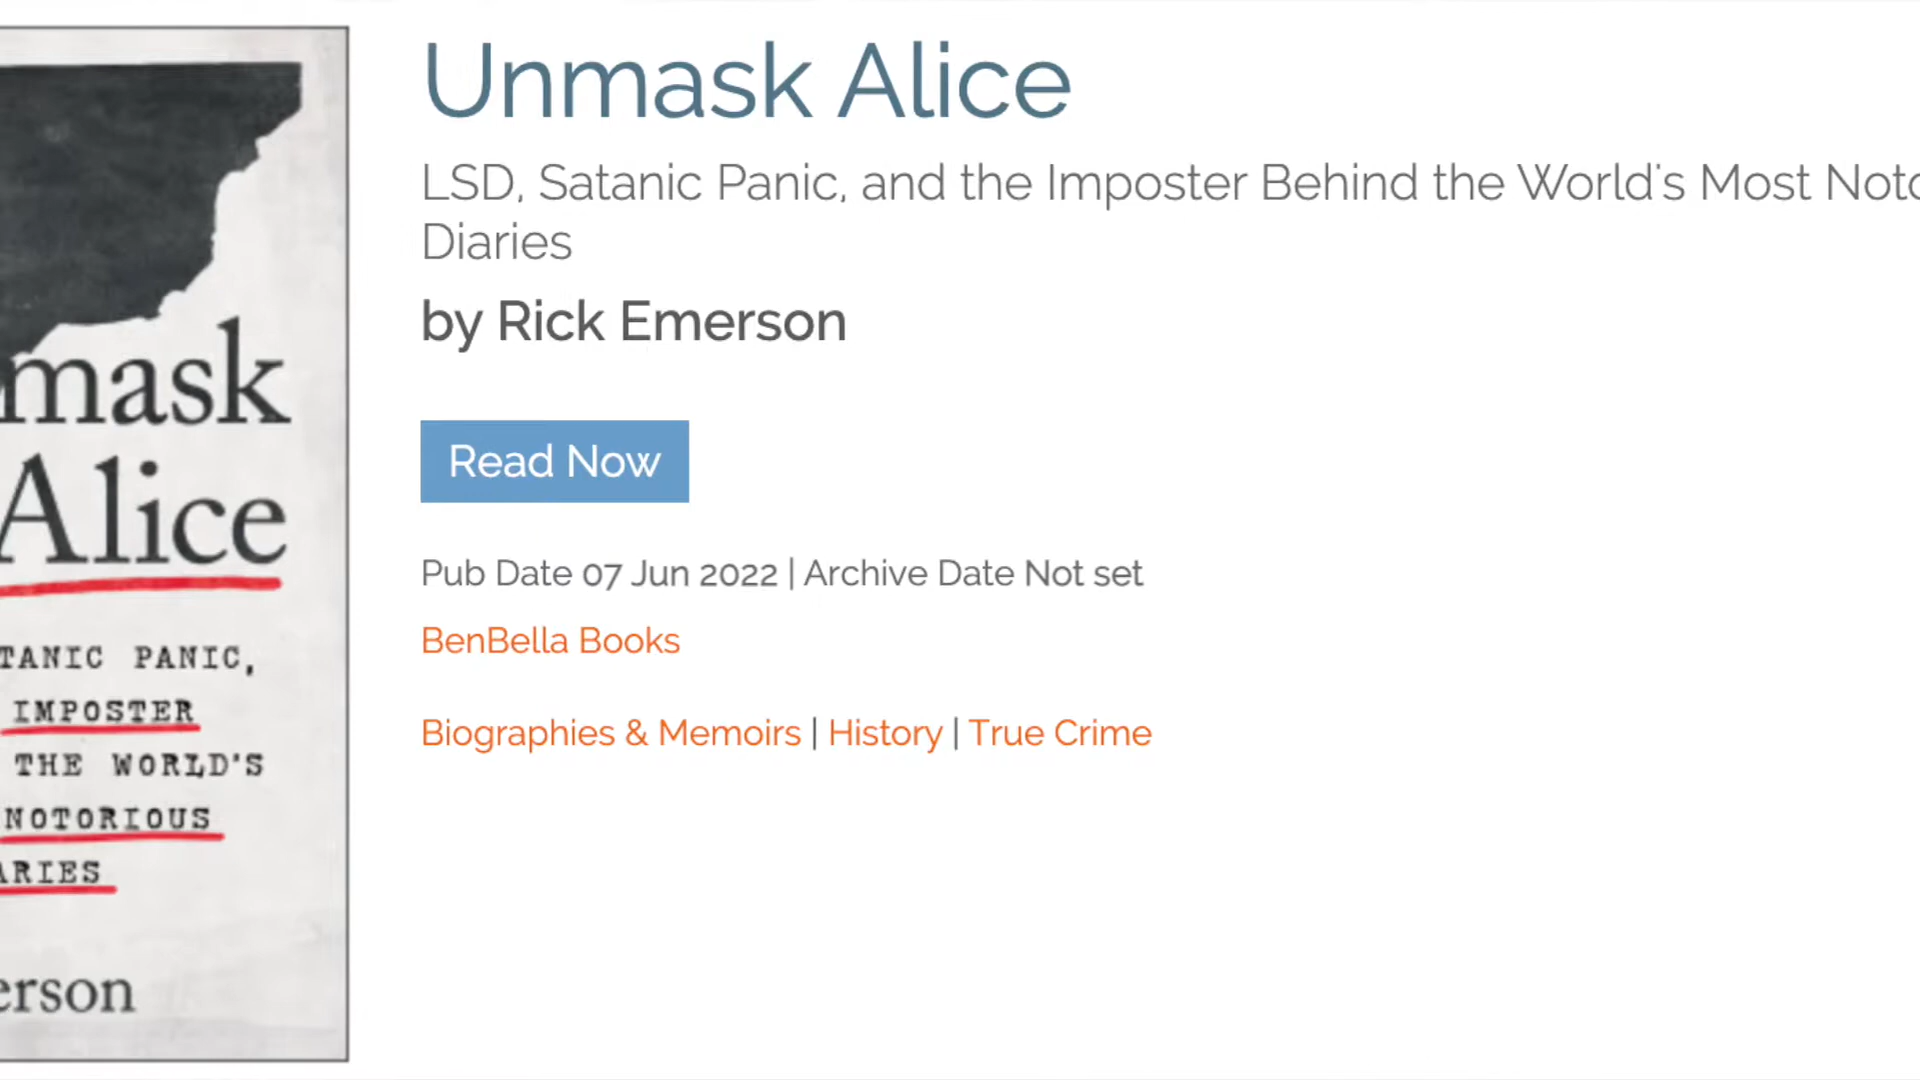 mask
Alice
TANIC PANIC,
IMPOSTER
THE WORLD'S
NOTORIOUS
ARIES
erson
Unmask Alice
LSD, Satanic Panic, and the Imposter Behind the World's Most Noto
Diaries
by Rick Emerson
Read Now
Pub Date 07 Jun 2022 | Archive Date Not set
BenBella Books
Biographies & Memoirs | History | True Crime